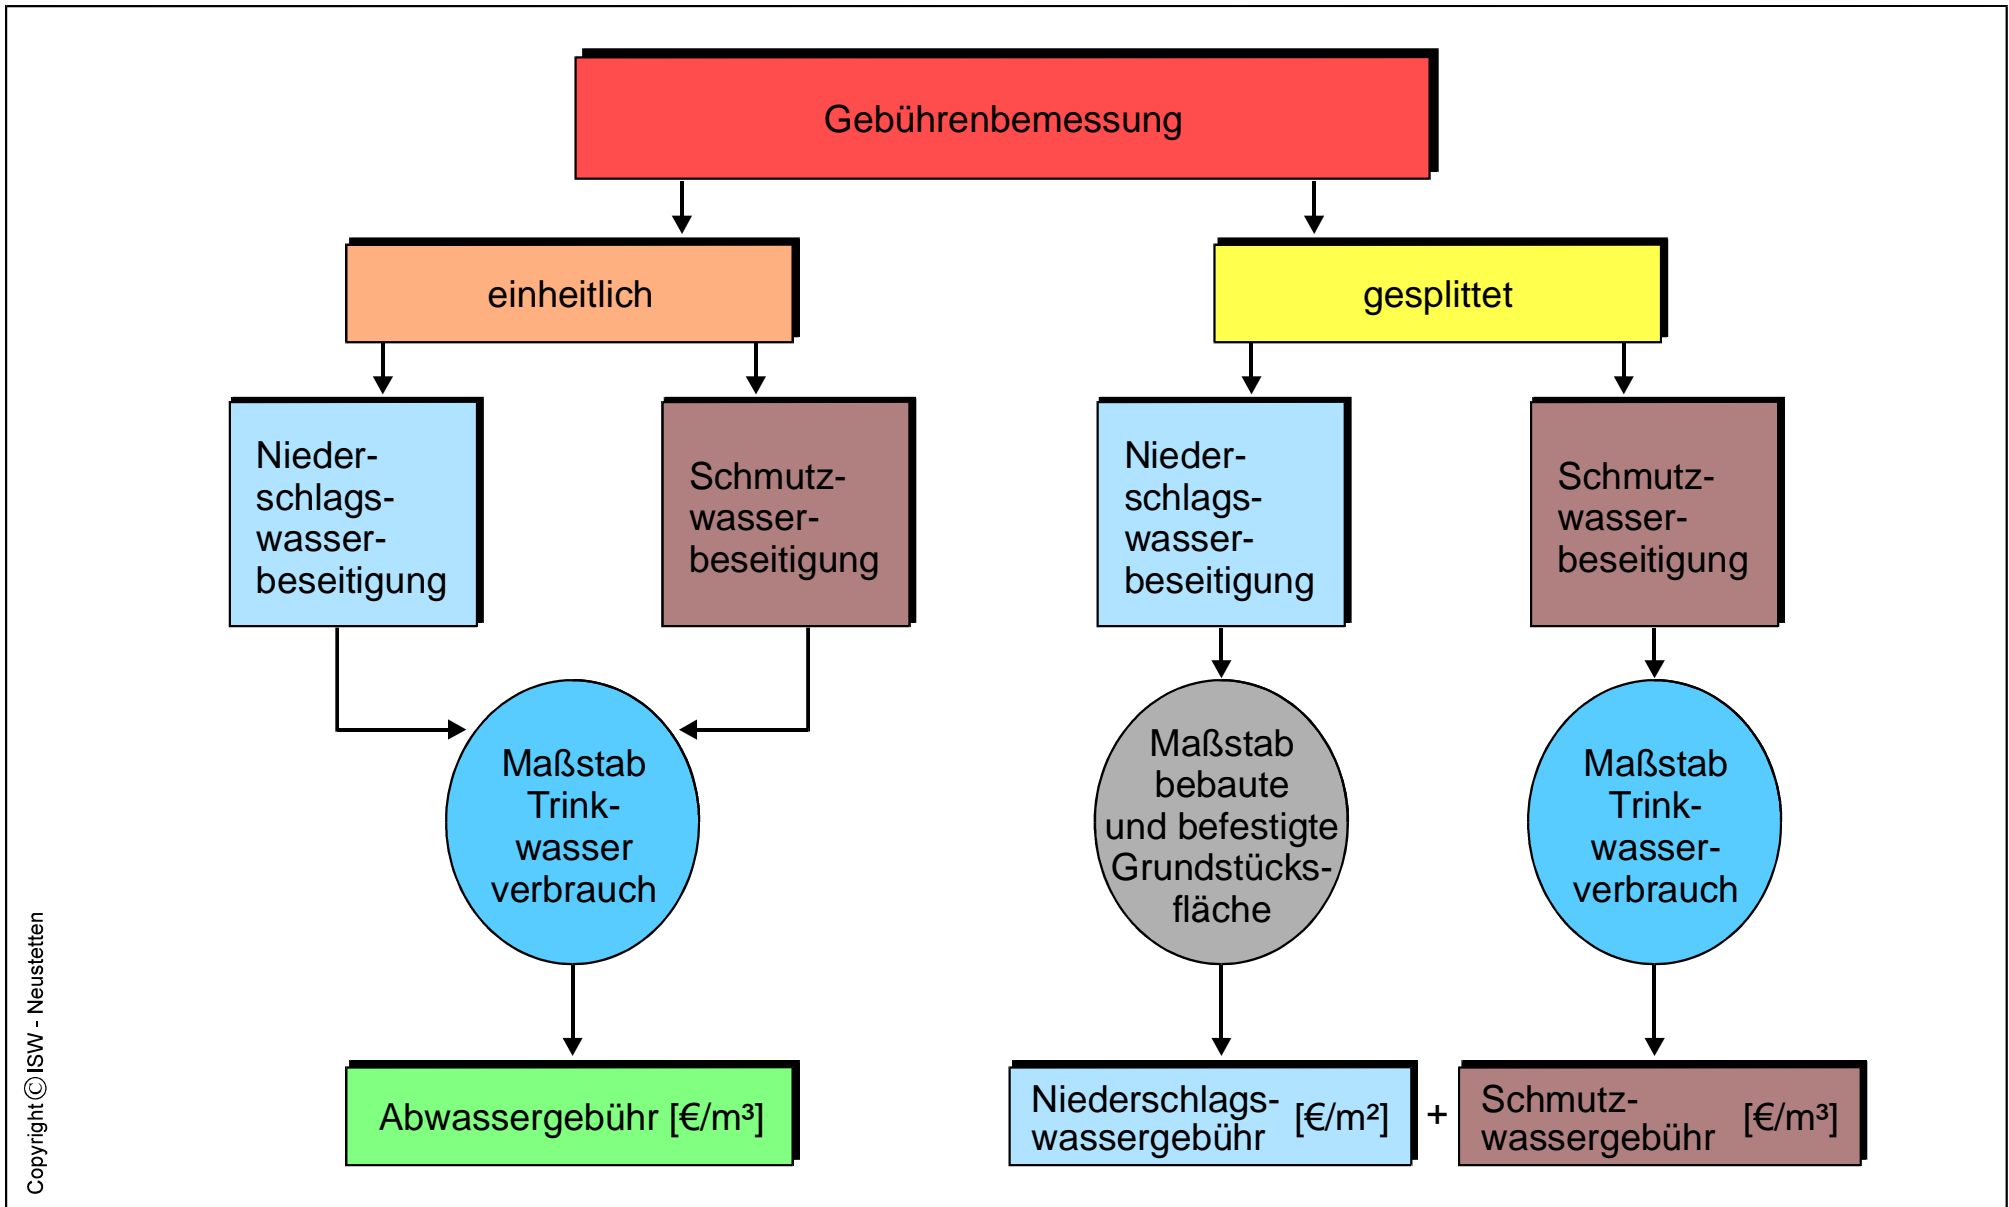 Gebührenbemessung
einheitlich
gesplittet
Nieder-
schlags-
wasser-
beseitigung
Schmutz-
wasser-
beseitigung
Nieder-
schlags-
wasser-
beseitigung
Schmutz-
wasser-
beseitigung
Maßstab
Trink-
wasser
verbrauch
Maßstab
bebaute
und befestigte
Grundstücks-
fläche
Maßstab
Trink-
wasser-
verbrauch
Abwassergebühr [€/m³]
Niederschlags-
wassergebühr [€/m²]
+
Schmutz-
wassergebühr [€/m³]
Copyright © ISW - Neustetten